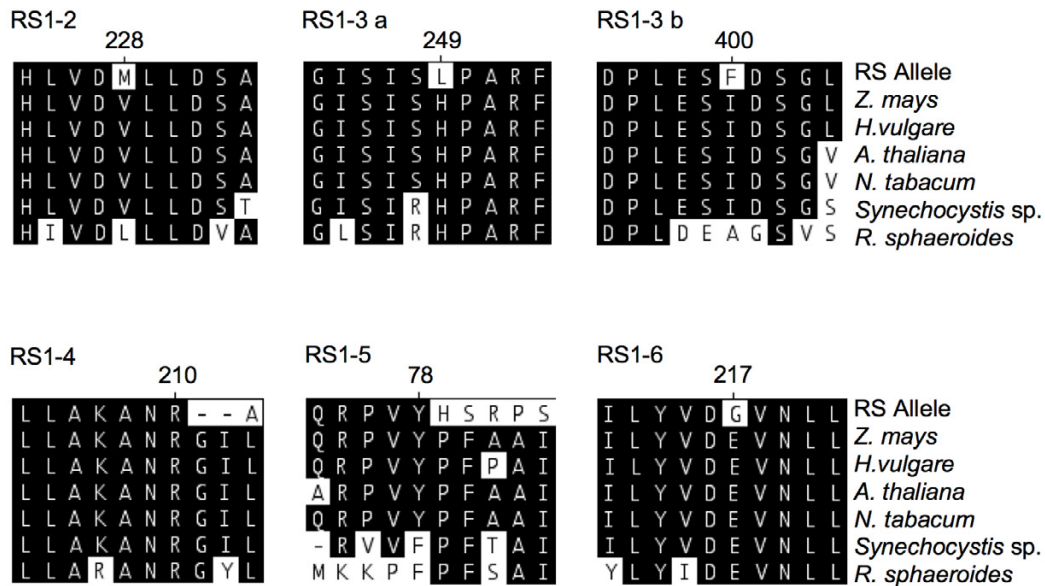 RS1-2
228
H L V D M L L D S A
H L V D V L L D S A
H L V D V L L D S A
H L V D V L L D S A
H L V D V L L D S A
H L V D V L L D S T
H I V D L L L D V A
RS1-3 a
249
G I S I S L P A R F
G I S I S H P A R F
G I S I S H P A R F
G I S I S H P A R F
G I S I S H P A R F
G I S I R H P A R F
G L S I R H P A R F
RS1-3 b
400
D P L E S F D S G L
D P L E S I D S G L
D P L E S I D S G L
D P L E S I D S G V
D P L E S I D S G V
D P L E S I D S G S
D P L D E A G S V S
RS Allele
Z. mays
H.vulgare
A. thaliana
N. tabacum
Synechocystis sp.
R. sphaeroides
RS1-4
210
L L A K A N R - - A
L L A K A N R G I L
L L A K A N R G I L
L L A K A N R G I L
L L A K A N R G I L
L L A K A N R G I L
L L A R A N R G Y L
RS1-5
78
Q R P V Y H S R P S
Q R P V Y P F A A I
Q R P V Y P F P A I
A R P V Y P F A A I
Q R P V Y P F A A I
- R V V F P F T A I
M K K P F P F S A I
RS1-6
217
I L Y V D G V N L L
I L Y V D E V N L L
I L Y V D E V N L L
I L Y V D E V N L L
I L Y V D E V N L L
I L Y V D E V N L L
Y L Y I D E V N L L
RS Allele
Z. mays
H.vulgare
A. thaliana
N. tabacum
Synechocystis sp.
R. sphaeroides